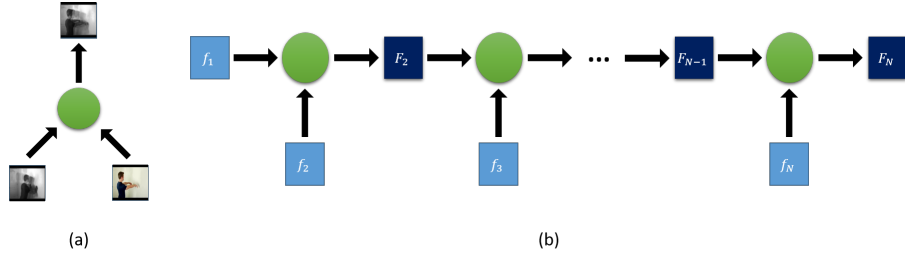 f₁ F₂ ... F_{N−1} F_N
f₂ f₃ f_N
(a) (b)